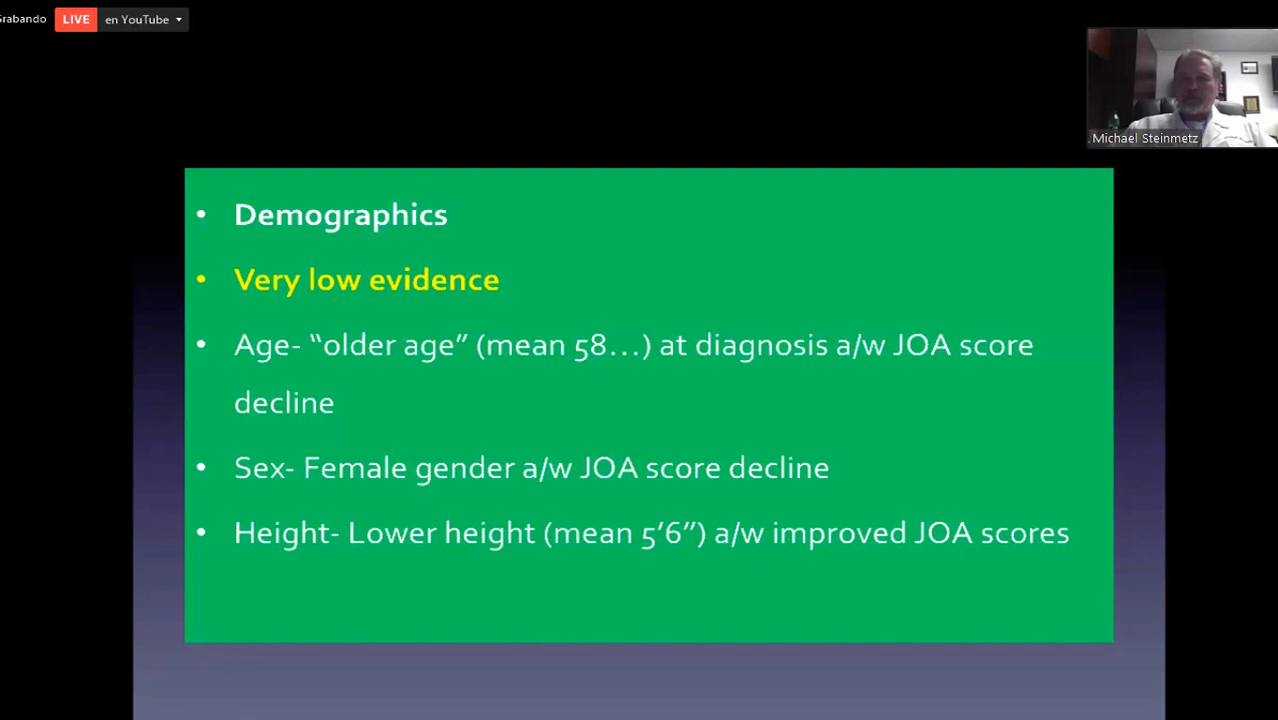 Grabando
LIVE en YouTube
Michael Steinmetz
• Demographics
• Very low evidence
• Age- “older age” (mean 58…) at diagnosis a/w JOA score
decline
• Sex- Female gender a/w JOA score decline
• Height- Lower height (mean 5’6”) a/w improved JOA scores